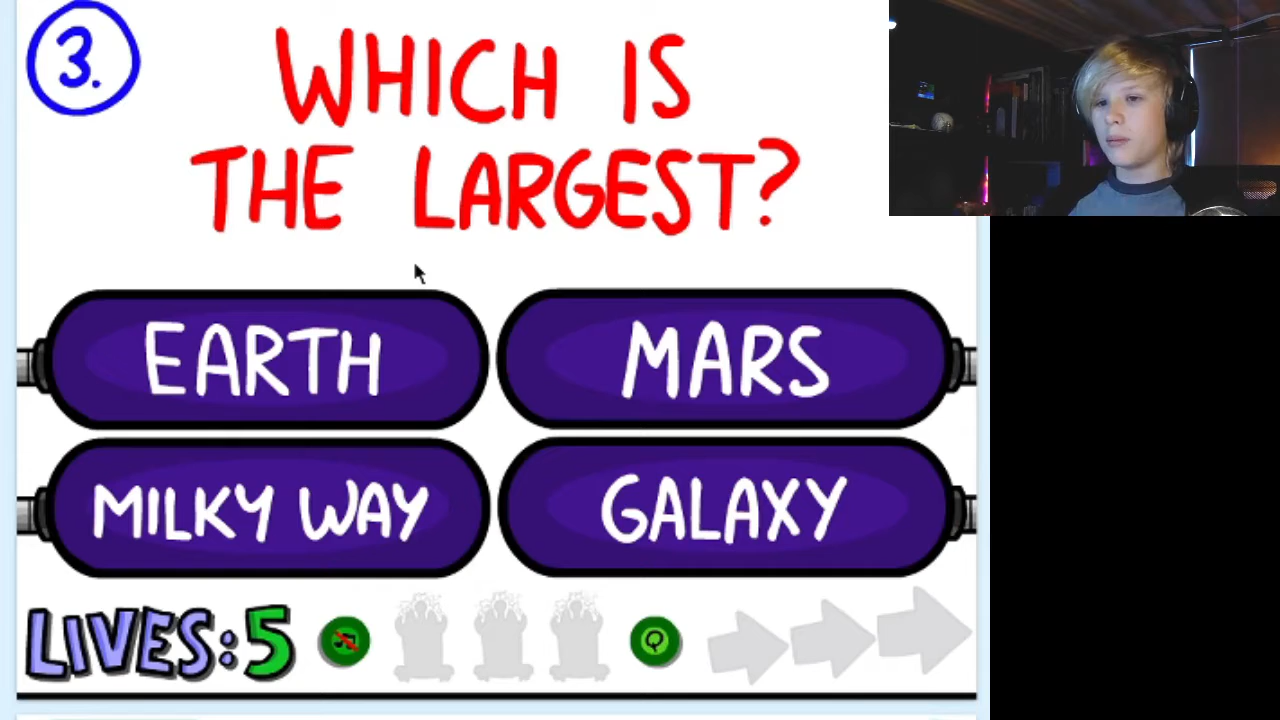 3.
WHICH IS
THE LARGEST?
EARTH
MARS
MILKY WAY
GALAXY
LIVES:5